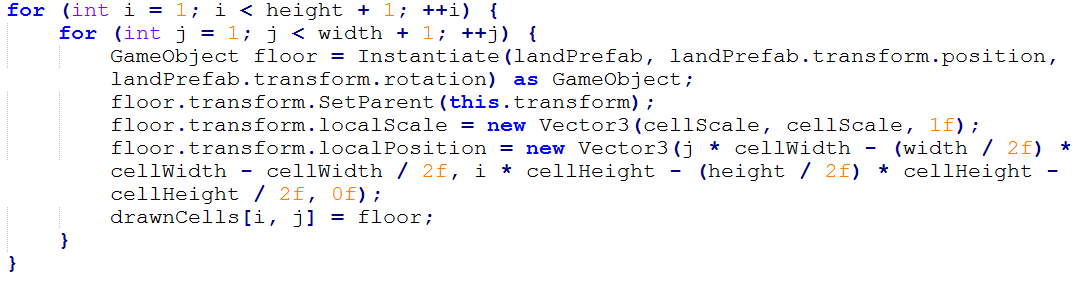 for (int i = 1; i < height + 1; ++i) {
for (int j = 1; j < width + 1; ++j) {
GameObject floor = Instantiate(landPrefab, landPrefab.transform.position,
landPrefab.transform.rotation) as GameObject;
floor.transform.SetParent(this.transform);
floor.transform.localScale = new Vector3(cellScale, cellScale, 1f);
floor.transform.localPosition = new Vector3(j * cellWidth - (width / 2f) *
cellWidth - cellWidth / 2f, i * cellHeight - (height / 2f) * cellHeight -
cellHeight / 2f, 0f);
drawnCells[i, j] = floor;
}
}